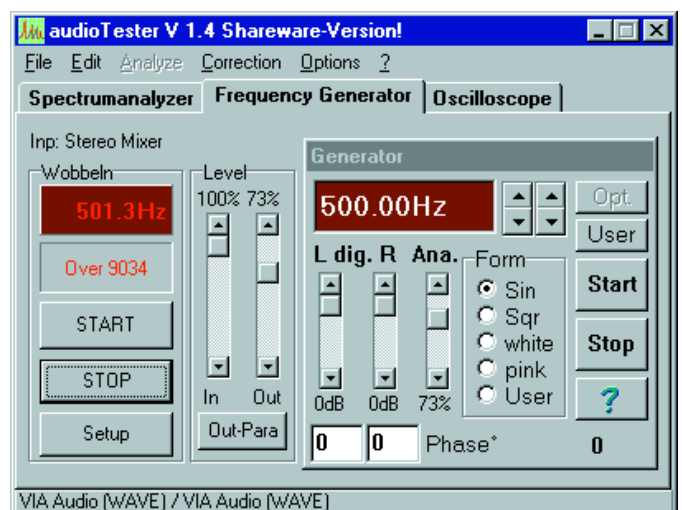 audioTester V 1.4 Shareware-Version!
File Edit Analyze Correction Options ?
Spectrumanalyzer Frequency Generator Oscilloscope
Inp: Stereo Mixer
Wobbeln
501.3Hz
Over 9034
START
STOP
Setup
Level
100% 73%
In Out
Out-Para
Generator
500.00Hz
L dig. R Ana.
0dB 0dB 73%
0 0 Phase°
Form
Sin
Sqr
white
pink
User
Opt.
User
Start
Stop
?
0
VIA Audio (WAVE) / VIA Audio (WAVE)